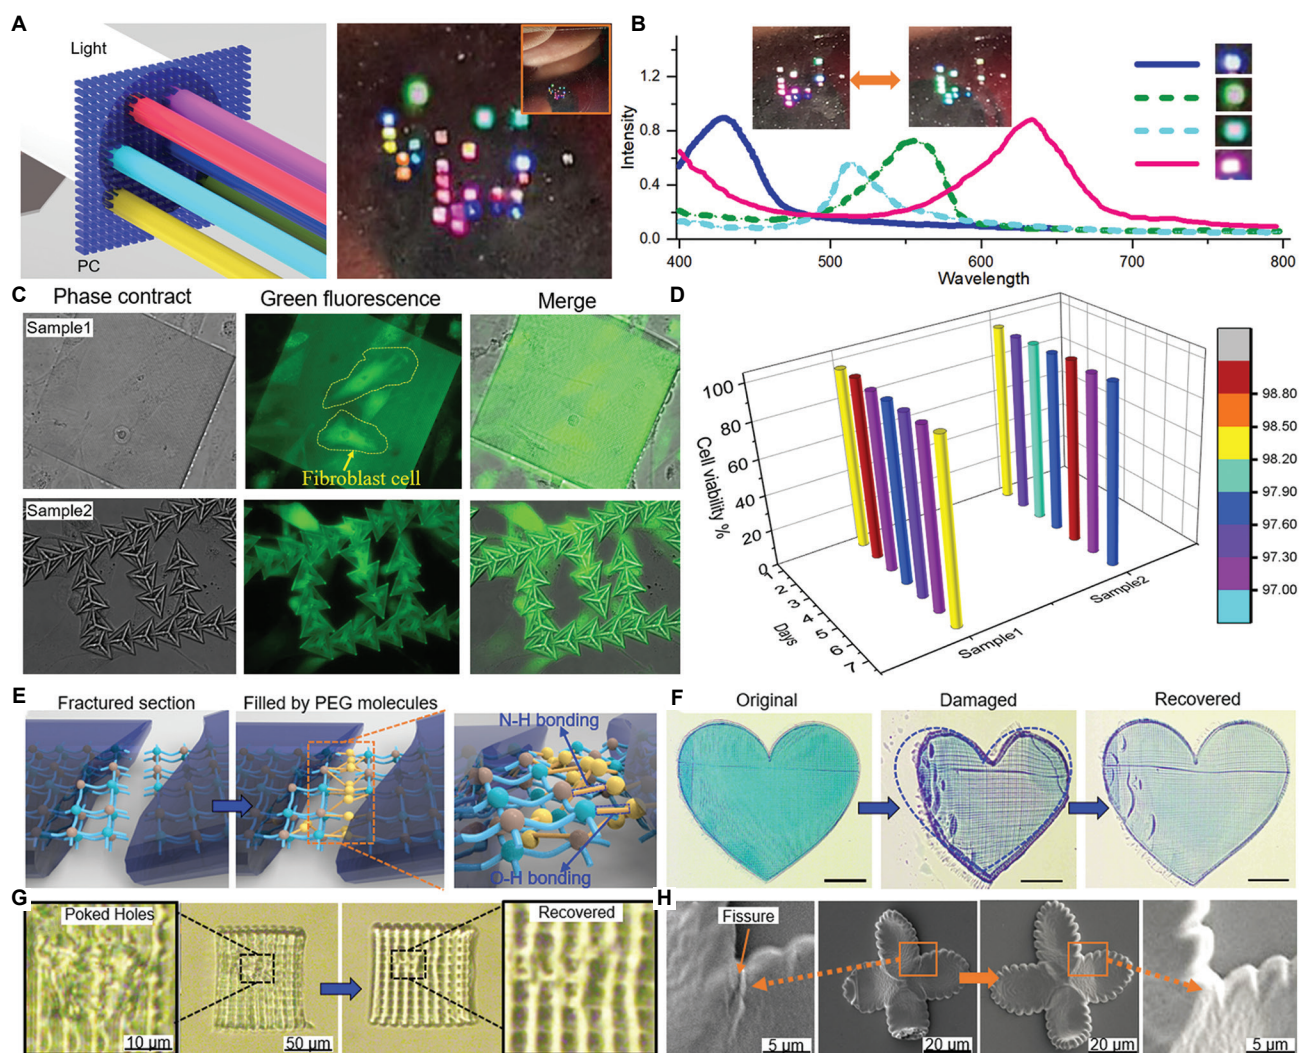 A
Light
PC
B
Intensity
1.2
0.8
0.4
0.0
400
500
600
700
800
Wavelength
C
Phase contract
Green fluorescence
Merge
Sample1
Fibroblast cell
Sample2
D
Cell viability %
100
80
60
40
20
0
1
2
3
4
5
6
7
Days
Sample1
Sample2
98.80
98.50
98.20
97.90
97.60
97.30
97.00
E
Fractured section
Filled by PEG molecules
N-H bonding
O-H bonding
F
Original
Damaged
Recovered
G
Poked Holes
10 µm
50 µm
Recovered
H
Fissure
5 µm
20 µm
20 µm
5 µm